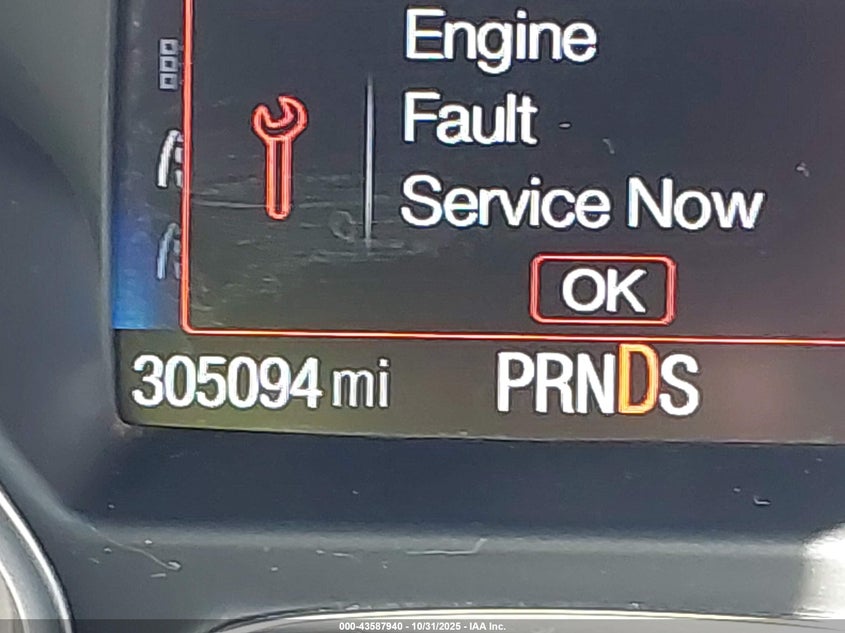 Engine
Fault
Service Now
OK
305094 mi PRNDS
000-43587940 - 10/31/2025 - IAA Inc.